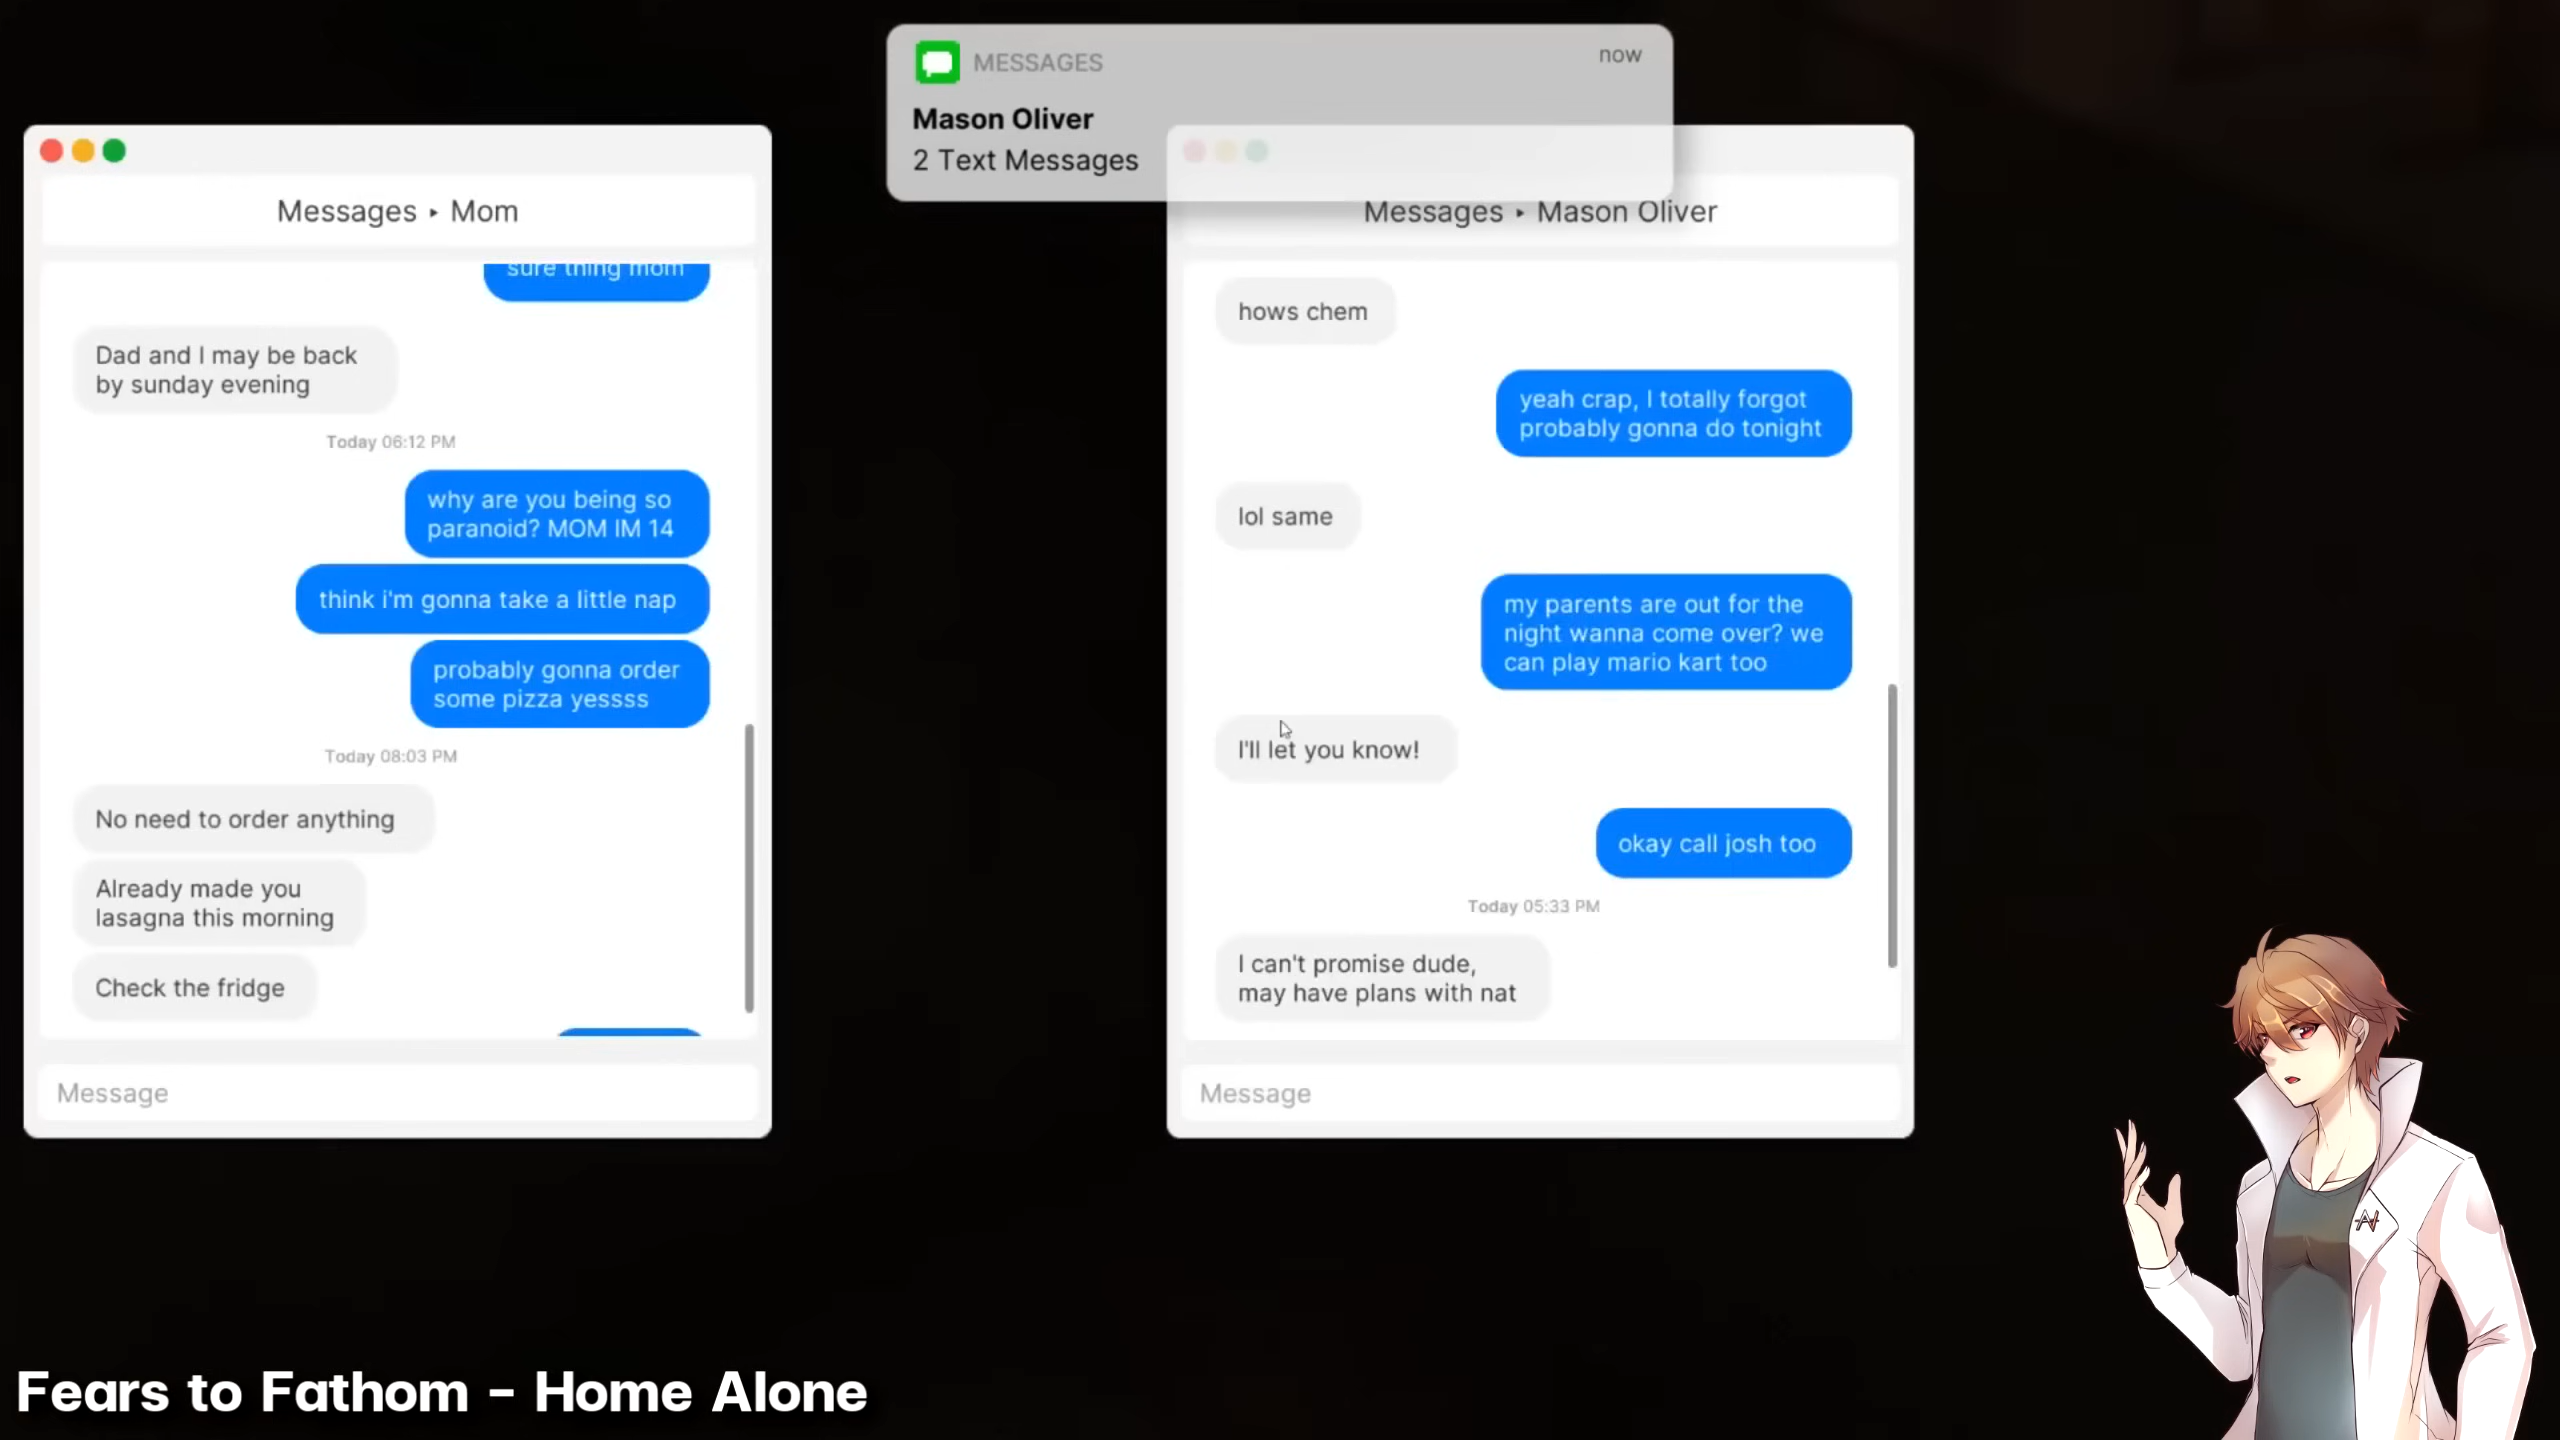 MESSAGES
now
Mason Oliver
2 Text Messages
Messages ‣ Mom
sure thing mom
Dad and I may be back
by sunday evening
Today 06:12 PM
why are you being so
paranoid? MOM IM 14
think i'm gonna take a little nap
probably gonna order
some pizza yessss
Today 08:03 PM
No need to order anything
Already made you
lasagna this morning
Check the fridge
Message
Messages ‣ Mason Oliver
hows chem
yeah crap, I totally forgot
probably gonna do tonight
lol same
my parents are out for the
night wanna come over? we
can play mario kart too
I'll let you know!
okay call josh too
Today 05:33 PM
I can't promise dude,
may have plans with nat
Message
Fears to Fathom - Home Alone